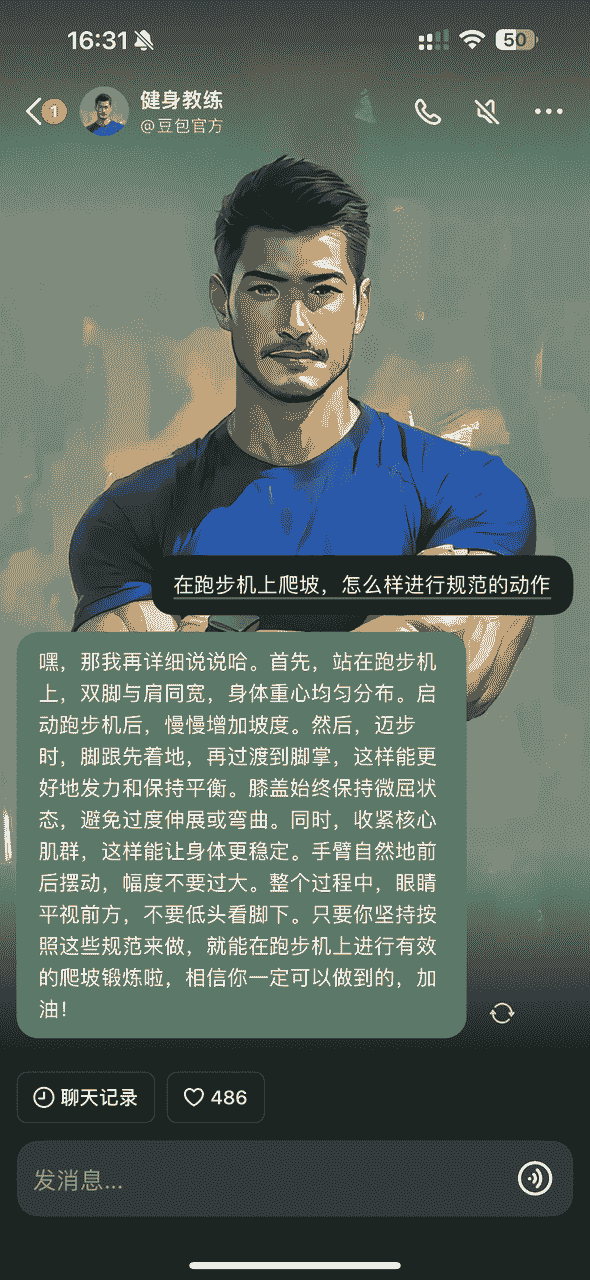 16:31
50
1
健身教练
@豆包官方
在跑步机上爬坡，怎么样进行规范的动作
嘿，那我再详细说说哈。首先，站在跑步机
上，双脚与肩同宽，身体重心均匀分布。启
动跑步机后，慢慢增加坡度。然后，迈步
时，脚跟先着地，再过渡到脚掌，这样能更
好地发力和保持平衡。膝盖始终保持微屈状
态，避免过度伸展或弯曲。同时，收紧核心
肌群，这样能让身体更稳定。手臂自然地前
后摆动，幅度不要过大。整个过程中，眼睛
平视前方，不要低头看脚下。只要你坚持按
照这些规范来做，就能在跑步机上进行有效
的爬坡锻炼啦，相信你一定可以做到的，加
油！
聊天记录
486
发消息...